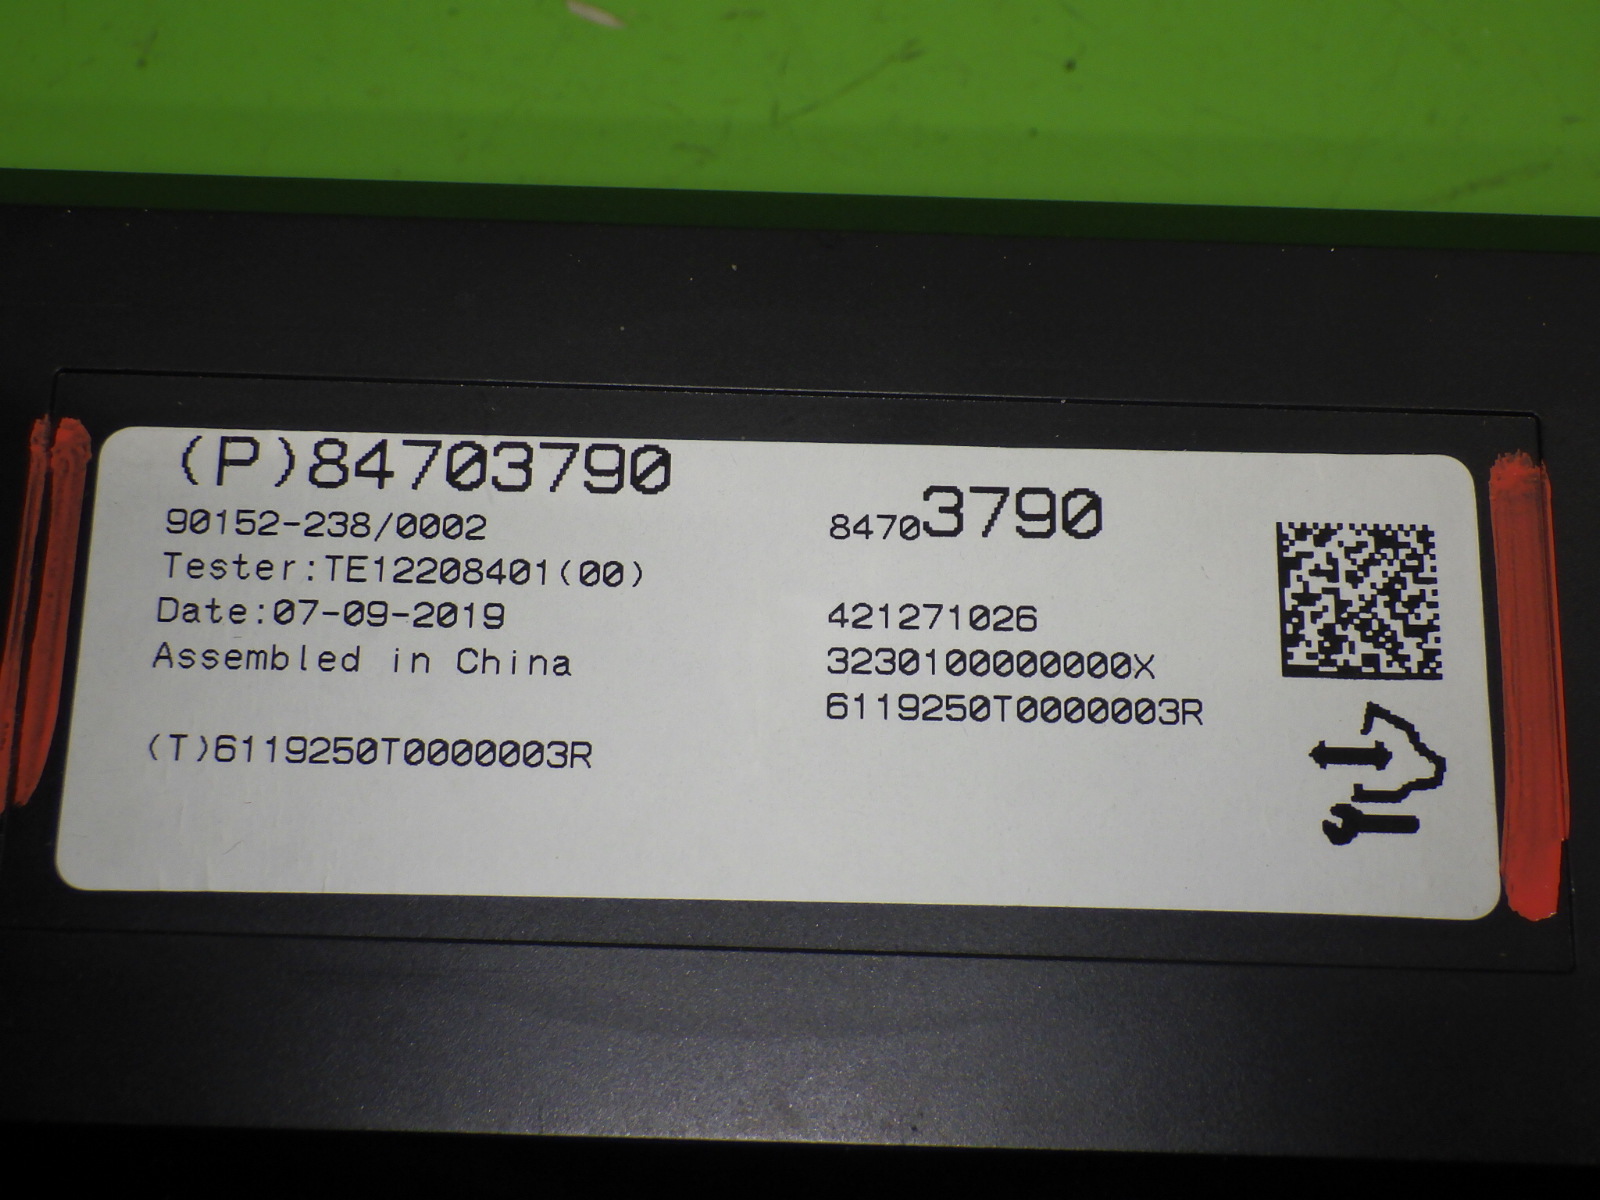 (P)84703790
90152-238/0002
Tester:TE12208401(00)
Date:07-09-2019
Assembled in China
(T)6119250T0000003R
84703790
421271026
3230100000000X
6119250T0000003R